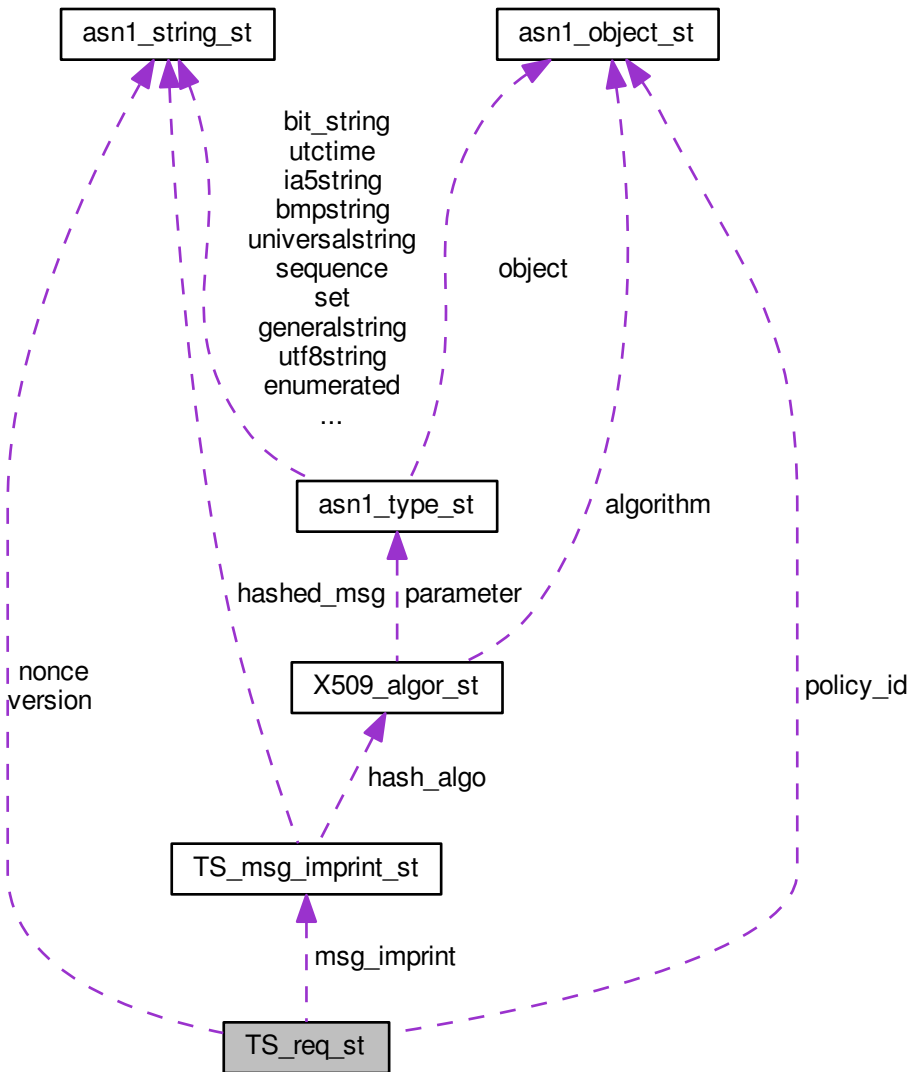 asn1_string_st
asn1_object_st
bit_string
utctime
ia5string
bmpstring
universalstring
sequence
set
generalstring
utf8string
enumerated
...
object
asn1_type_st
algorithm
hashed_msg
parameter
nonce
version
X509_algor_st
policy_id
hash_algo
TS_msg_imprint_st
msg_imprint
TS_req_st